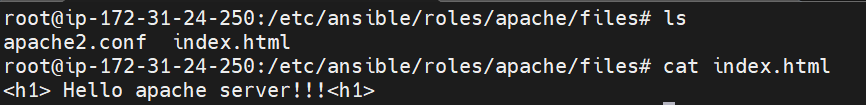 root@ip-172-31-24-250:/etc/ansible/roles/apache/files# ls
apache2.conf  index.html
root@ip-172-31-24-250:/etc/ansible/roles/apache/files# cat index.html
<h1> Hello apache server!!!<h1>